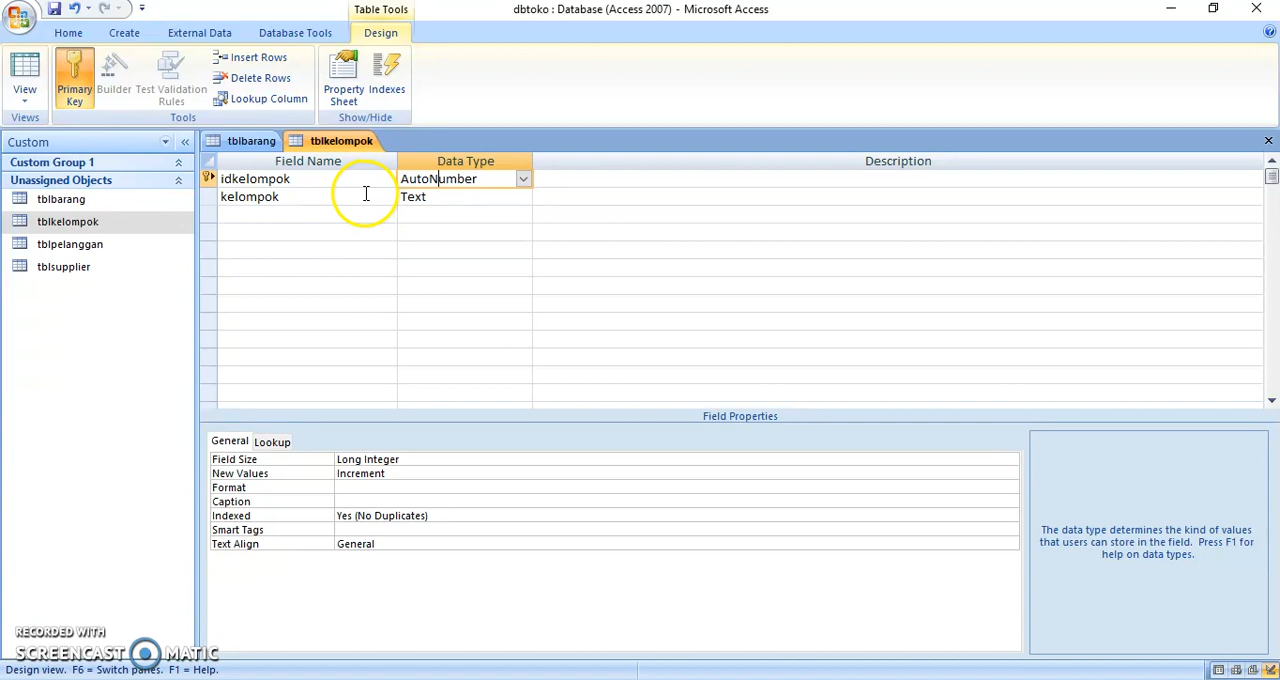 Table Tools
dbtoko : Database (Access 2007) - Microsoft Access
Home
Create
External Data
Database Tools
Design
View
Primary
Key
Builder
Test Validation
Rules
Insert Rows
Delete Rows
Lookup Column
Property
Sheet
Indexes
Views
Tools
Show/Hide
Custom
tblbarang
tblkelompok
Custom Group 1
Unassigned Objects
tblbarang
tblkelompok
tblpelanggan
tblsupplier
Field Name
Data Type
Description
idkelompok
AutoNumber
kelompok
Text
Field Properties
General
Lookup
Field Size
Long Integer
New Values
Increment
Format
Caption
Indexed
Yes (No Duplicates)
Smart Tags
Text Align
General
The data type determines the kind of values
that users can store in the field. Press F1 for
help on data types.
RECORDED WITH
SCREENCAST MATIC
Design view. F6 = Switch panes. F1 = Help.